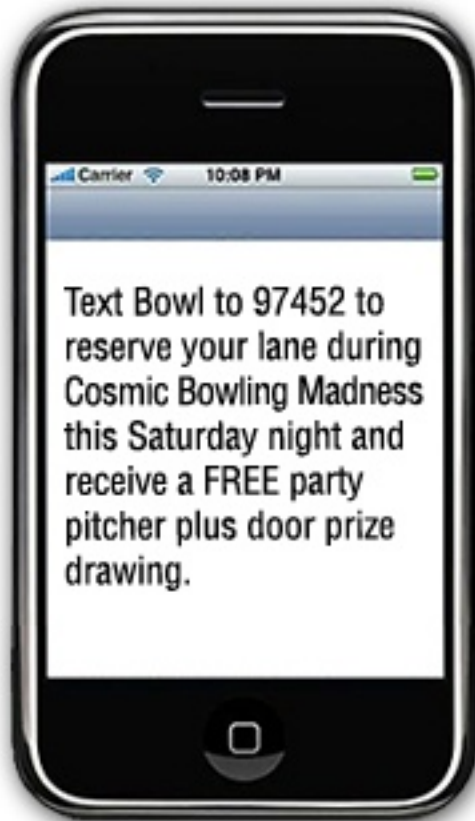 Carrier 10:08 PM
Text Bowl to 97452 to
reserve your lane during
Cosmic Bowling Madness
this Saturday night and
receive a FREE party
pitcher plus door prize
drawing.